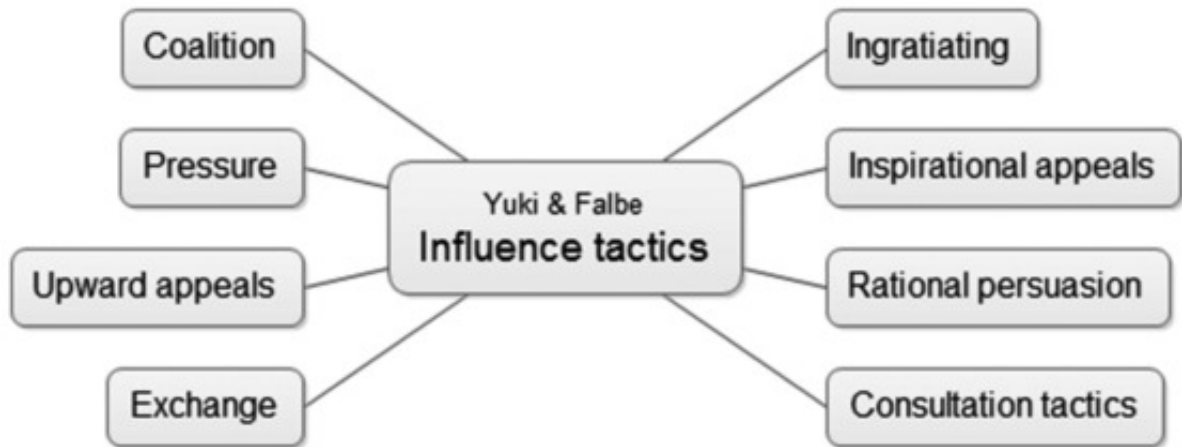 Coalition
Ingratiating
Pressure
Inspirational appeals
Yuki & Falbe
Influence tactics
Upward appeals
Rational persuasion
Exchange
Consultation tactics